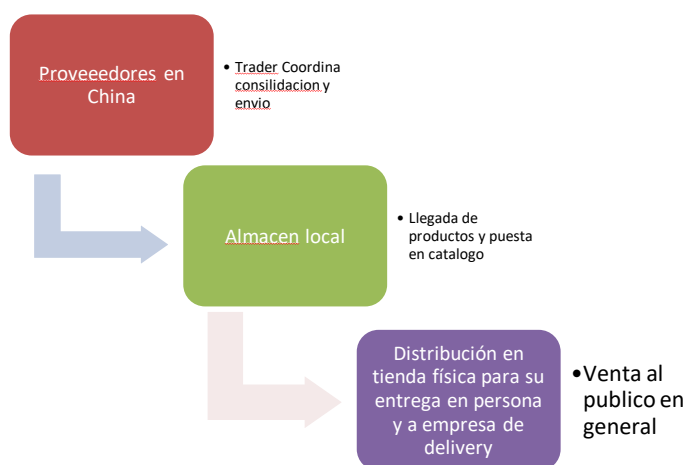 Proveeedores en
China
• Trader Coordina
consilidacion y
envio
Almacen local
• Llegada de
productos y puesta
en catalogo
Distribución en
tienda física para su
entrega en persona
y a empresa de
delivery
•Venta al
publico en
general